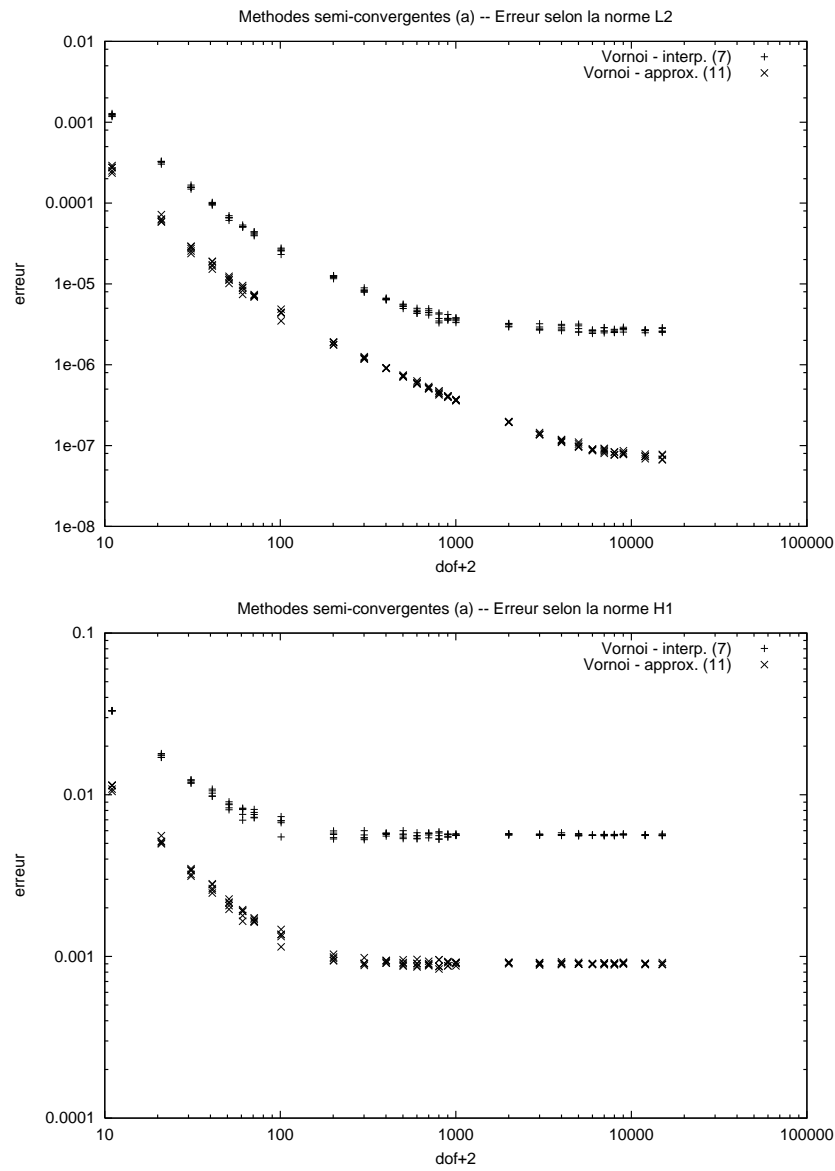 Methodes semi-convergentes (a) -- Erreur selon la norme L2
0.01
Vornoi - interp. (7)
Vornoi - approx. (11)
0.001
0.0001
erreur
1e-05
1e-06
1e-07
1e-08
10
100
1000
10000
100000
dof+2
Methodes semi-convergentes (a) -- Erreur selon la norme H1
0.1
Vornoi - interp. (7)
Vornoi - approx. (11)
0.01
erreur
0.001
0.0001
10
100
1000
10000
100000
dof+2